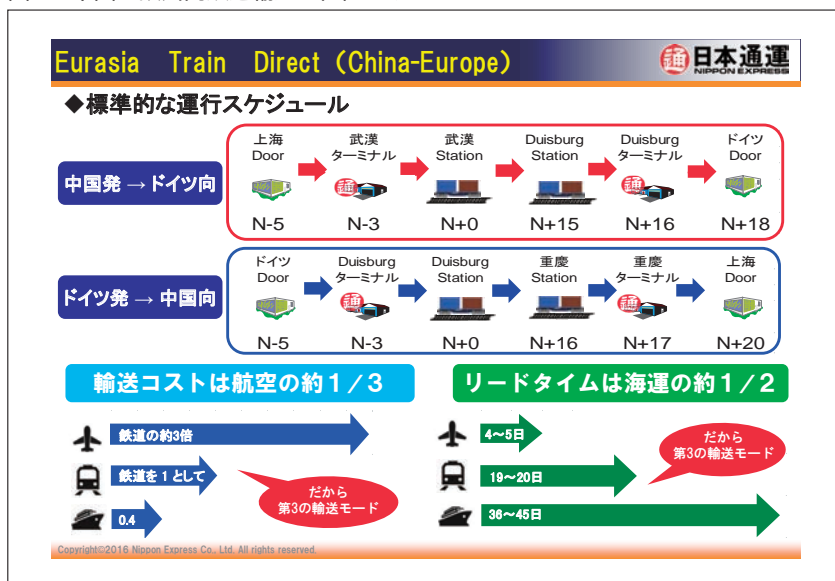 Eurasia Train Direct (China-Europe)
通 日本通運
NIPPON EXPRESS
◆標準的な運行スケジュール
中国発 → ドイツ向
上海
Door
武漢
ターミナル
武漢
Station
Duisburg
Station
Duisburg
ターミナル
ドイツ
Door
通
通
N-5
N-3
N+0
N+15
N+16
N+18
ドイツ発 → 中国向
ドイツ
Door
Duisburg
ターミナル
Duisburg
Station
重慶
Station
重慶
ターミナル
上海
Door
通
通
N-5
N-3
N+0
N+16
N+17
N+20
輸送コストは航空の約1/3
鉄道の約3倍
鉄道を1として
0.4
だから
第3の輸送モード
リードタイムは海運の約1/2
4~5日
19~20日
36~45日
だから
第3の輸送モード
Copyright©2016 Nippon Express Co., Ltd. All rights reserved.